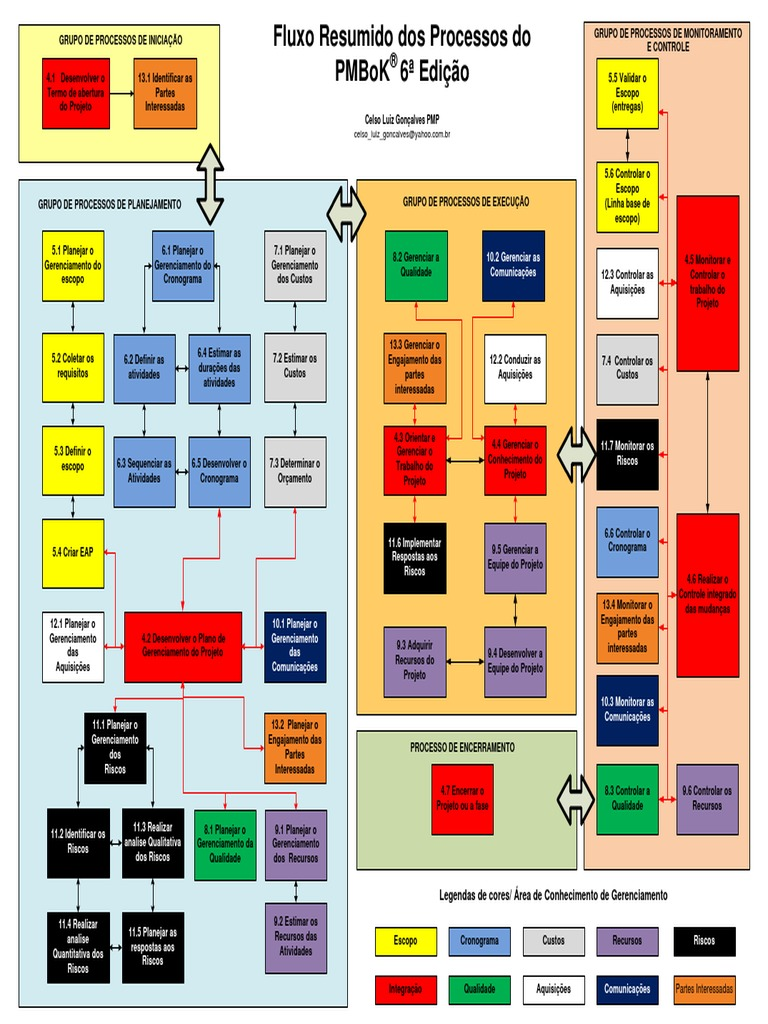 Fluxo Resumido dos Processos do
PMBoK® 6ª Edição
Celso Luiz Gonçalves PMP
celso_luiz_goncalves@yahoo.com.br
GRUPO DE PROCESSOS DE INICIAÇÃO
4.1 Desenvolver o
Termo de abertura
do Projeto
13.1 Identificar as
Partes
Interessadas
GRUPO DE PROCESSOS DE PLANEJAMENTO
5.1 Planejar o
Gerenciamento do
escopo
6.1 Planejar o
Gerenciamento do
Cronograma
7.1 Planejar o
Gerenciamento
dos Custos
5.2 Coletar os
requisitos
6.2 Definir as
atividades
6.4 Estimar as
durações das
atividades
7.2 Estimar os
Custos
5.3 Definir o
escopo
6.3 Sequenciar as
Atividades
6.5 Desenvolver o
Cronograma
7.3 Determinar o
Orçamento
5.4 Criar EAP
12.1 Planejar o
Gerenciamento
das
Aquisições
4.2 Desenvolver o Plano de
Gerenciamento do Projeto
10.1 Planejar o
Gerenciamento
das
Comunicações
11.1 Planejar o
Gerenciamento
dos
Riscos
13.2 Planejar o
Engajamento das
Partes
Interessadas
11.2 Identificar os
Riscos
11.3 Realizar
analise Qualitativa
dos Riscos
8.1 Planejar o
Gerenciamento da
Qualidade
9.1 Planejar o
Gerenciamento
dos Recursos
11.4 Realizar
analise
Quantitativa dos
Riscos
11.5 Planejar as
respostas aos
Riscos
9.2 Estimar os
Recursos das
Atividades
GRUPO DE PROCESSOS DE EXECUÇÃO
8.2 Gerenciar a
Qualidade
10.2 Gerenciar as
Comunicações
13.3 Gerenciar o
Engajamento das
partes
interessadas
12.2 Conduzir as
Aquisições
4.3 Orientar e
Gerenciar o
Trabalho do
Projeto
4.4 Gerenciar o
Conhecimento do
Projeto
11.6 Implementar
Respostas aos
Riscos
9.5 Gerenciar a
Equipe do Projeto
9.3 Adquirir
Recursos do
Projeto
9.4 Desenvolver a
Equipe do Projeto
PROCESSO DE ENCERRAMENTO
4.7 Encerrar o
Projeto ou a fase
GRUPO DE PROCESSOS DE MONITORAMENTO
E CONTROLE
5.5 Validar o
Escopo
(entregas)
5.6 Controlar o
Escopo
(Linha base de
escopo)
12.3 Controlar as
Aquisições
4.5 Monitorar e
Controlar o
trabalho do
Projeto
7.4 Controlar os
Custos
11.7 Monitorar os
Riscos
6.6 Controlar o
Cronograma
4.6 Realizar o
Controle integrado
das mudanças
13.4 Monitorar o
Engajamento das
partes
interessadas
10.3 Monitorar as
Comunicações
8.3 Controlar a
Qualidade
9.6 Controlar os
Recursos
Legendas de cores/ Área de Conhecimento de Gerenciamento
Escopo
Cronograma
Custos
Recursos
Riscos
Integração
Qualidade
Aquisições
Comunicações
Partes Interessadas